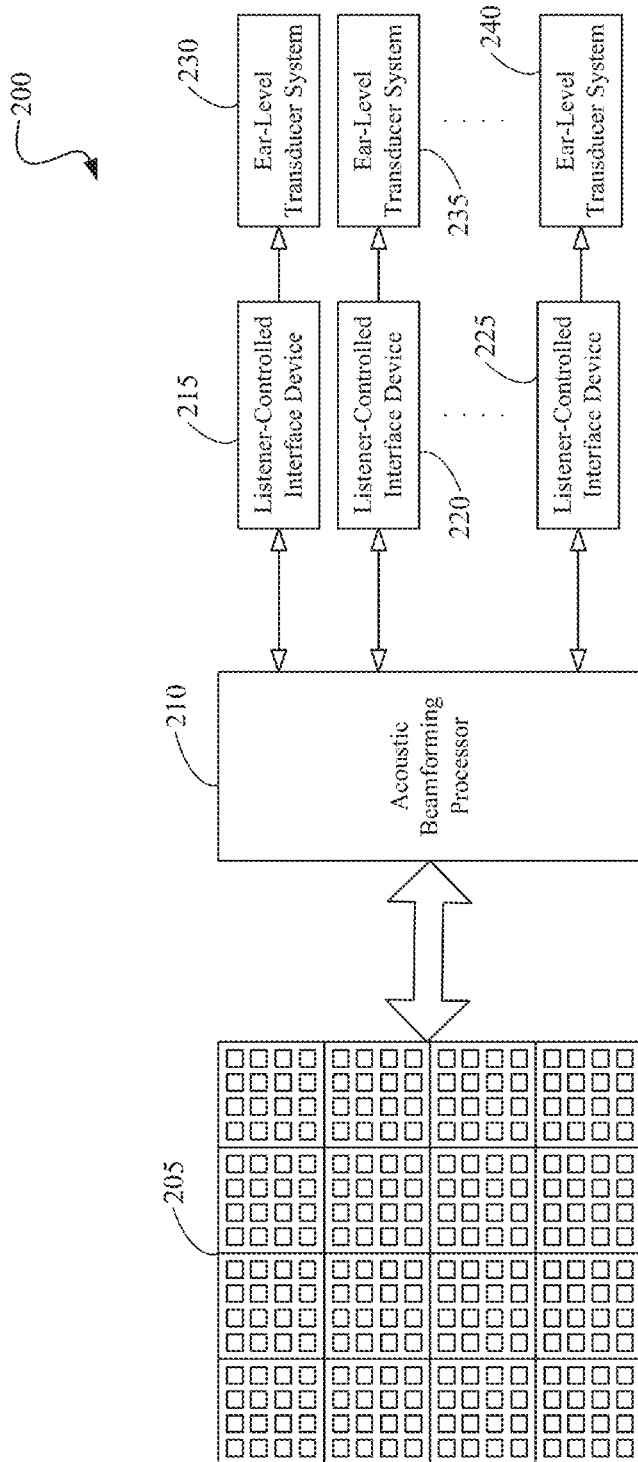 200
205
210
Acoustic
Beamforming
Processor
215
Listener-Controlled
Interface Device
230
Ear-Level
Transducer System
Listener-Controlled
Interface Device
220
Ear-Level
Transducer System
235
. . . .
. . . .
225
Listener-Controlled
Interface Device
240
Ear-Level
Transducer System